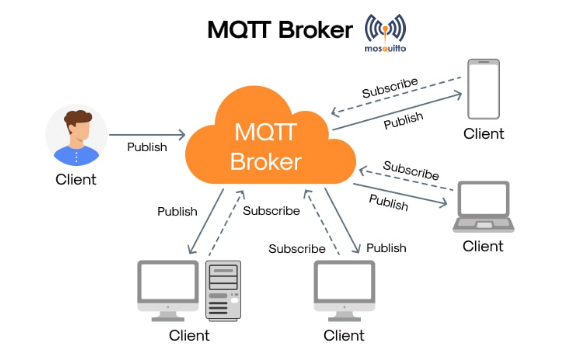 MQTT Broker
mosquitto
Subscribe
Publish
Client
Publish
Client
MQTT
Broker
Subscribe
Publish
Client
Publish
Subscribe
Subscribe
Publish
Client
Client